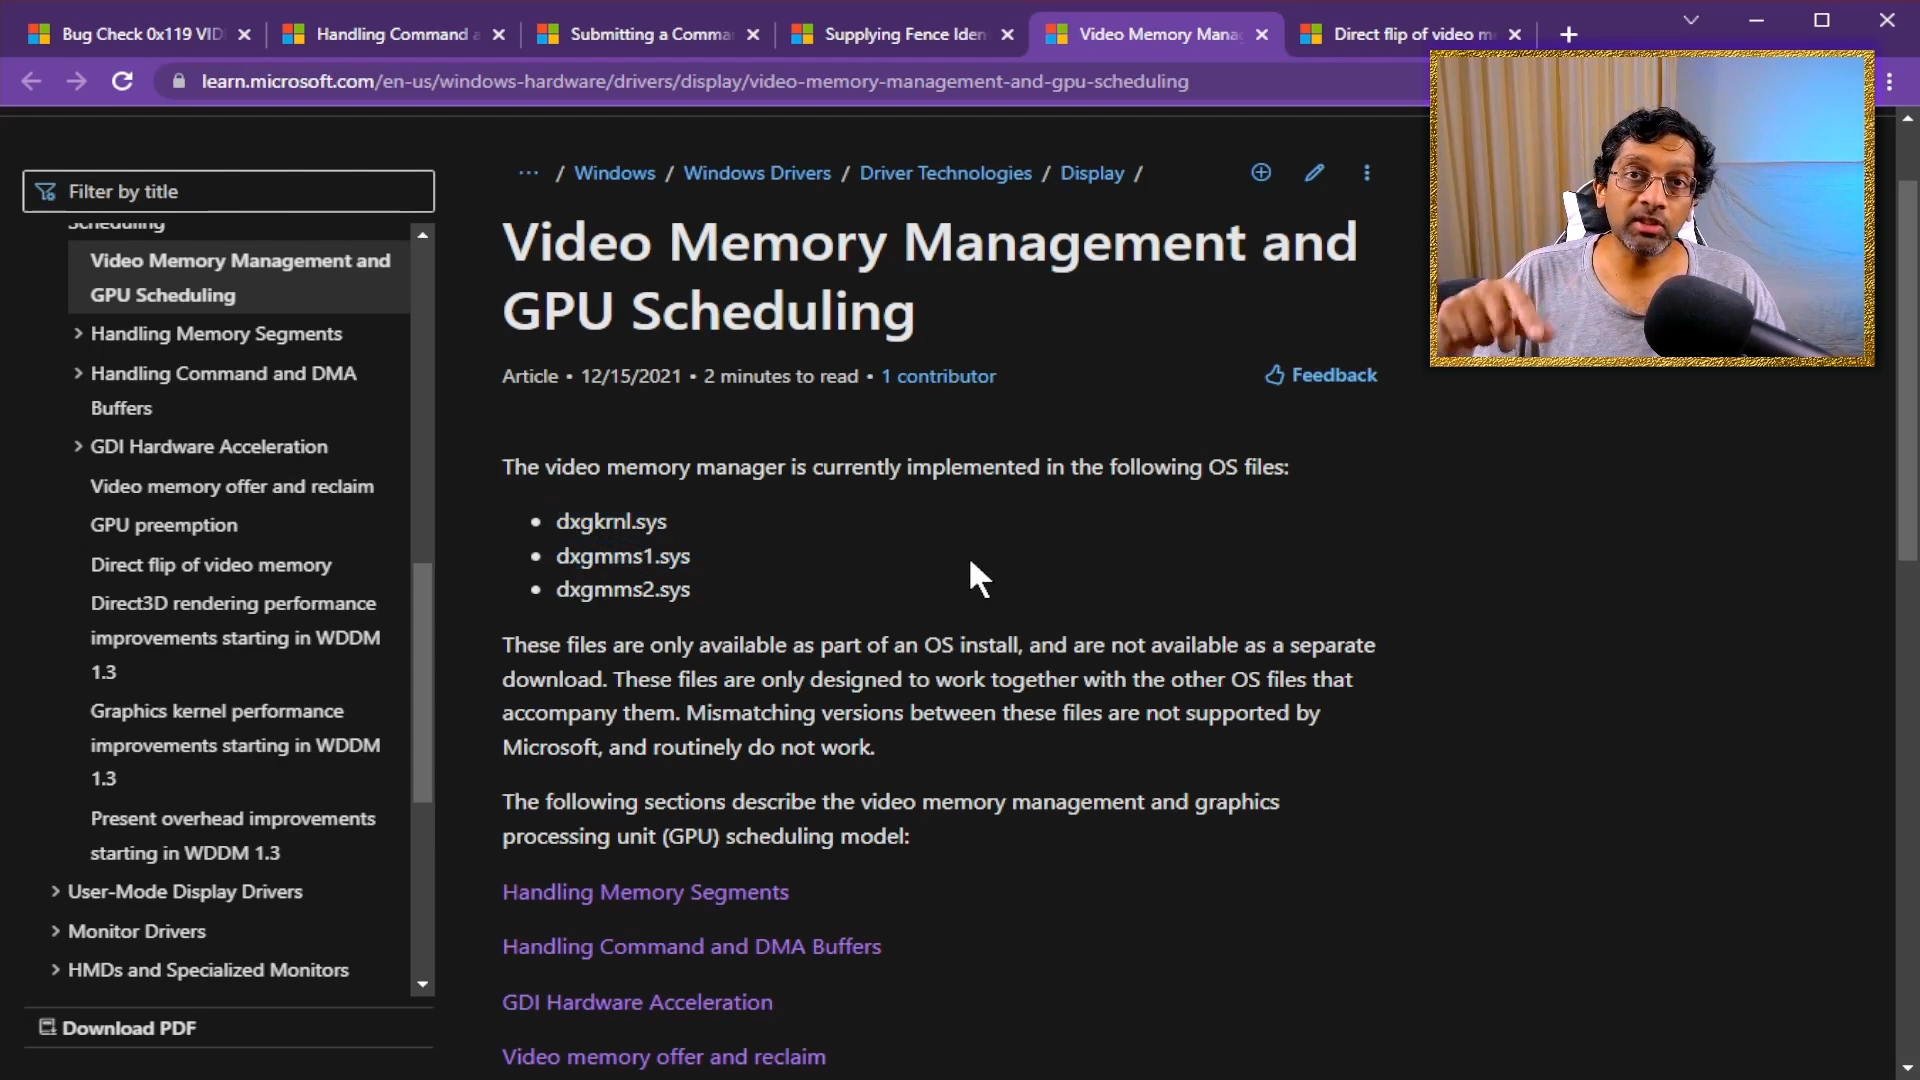 Bug Check 0x119 VID
Handling Command a
Submitting a Comma
Supplying Fence Iden
Video Memory Mana
Direct flip of video m
learn.microsoft.com/en-us/windows-hardware/drivers/display/video-memory-management-and-gpu-scheduling
Filter by title
Scheduling
Video Memory Management and
GPU Scheduling
Handling Memory Segments
Handling Command and DMA
Buffers
GDI Hardware Acceleration
Video memory offer and reclaim
GPU preemption
Direct flip of video memory
Direct3D rendering performance
improvements starting in WDDM
1.3
Graphics kernel performance
improvements starting in WDDM
1.3
Present overhead improvements
starting in WDDM 1.3
User-Mode Display Drivers
Monitor Drivers
HMDs and Specialized Monitors
Download PDF
··· / Windows / Windows Drivers / Driver Technologies / Display /
Video Memory Management and
GPU Scheduling
Article • 12/15/2021 • 2 minutes to read • 1 contributor
Feedback
The video memory manager is currently implemented in the following OS files:
• dxgkrnl.sys
• dxgmms1.sys
• dxgmms2.sys
These files are only available as part of an OS install, and are not available as a separate
download. These files are only designed to work together with the other OS files that
accompany them. Mismatching versions between these files are not supported by
Microsoft, and routinely do not work.
The following sections describe the video memory management and graphics
processing unit (GPU) scheduling model:
Handling Memory Segments
Handling Command and DMA Buffers
GDI Hardware Acceleration
Video memory offer and reclaim